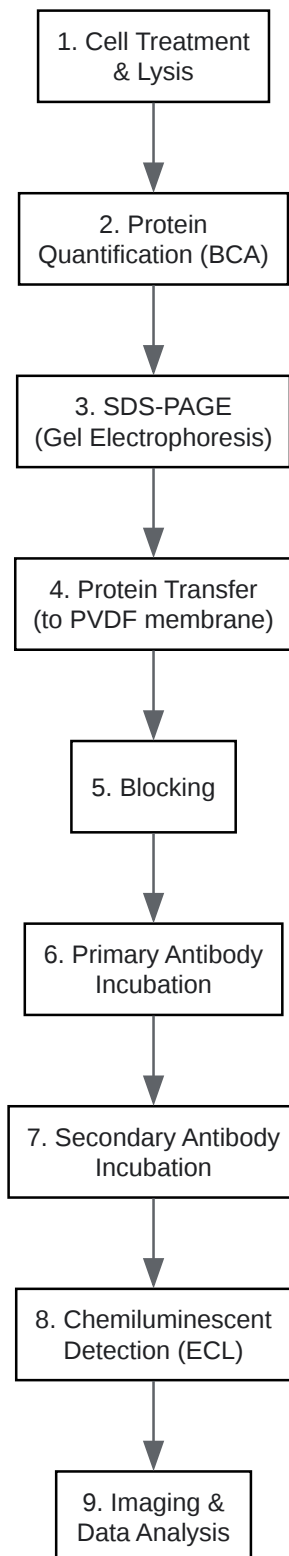 1. Cell Treatment
& Lysis
2. Protein
Quantification (BCA)
3. SDS-PAGE
(Gel Electrophoresis)
4. Protein Transfer
(to PVDF membrane)
5. Blocking
6. Primary Antibody
Incubation
7. Secondary Antibody
Incubation
8. Chemiluminescent
Detection (ECL)
9. Imaging &
Data Analysis